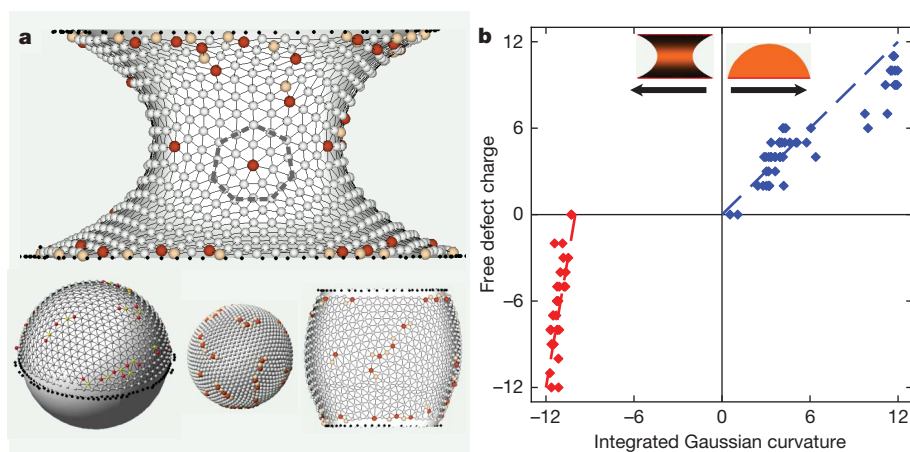 a
b
12
6
0
−6
−12
Free defect charge
−12
−6
0
6
12
Integrated Gaussian curvature